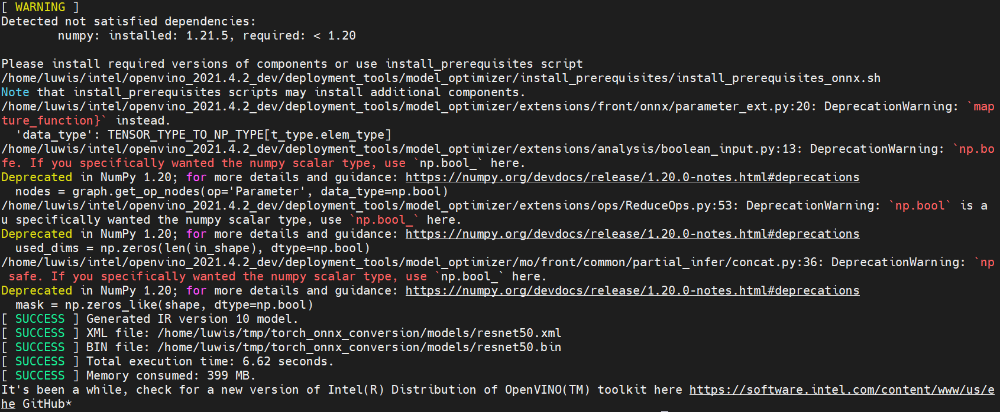 [ WARNING ]
Detected not satisfied dependencies:
        numpy: installed: 1.21.5, required: < 1.20
Please install required versions of components or use install_prerequisites script
/home/luwis/intel/openvino_2021.4.2_dev/deployment_tools/model_optimizer/install_prerequisites/install_prerequisites_onnx.sh
Note that install_prerequisites scripts may install additional components.
/home/luwis/intel/openvino_2021.4.2_dev/deployment_tools/model_optimizer/extensions/front/onnx/parameter_ext.py:20: DeprecationWarning: `map
ture_function}` instead.
  'data_type': TENSOR_TYPE_TO_NP_TYPE[t_type.elem_type]
/home/luwis/intel/openvino_2021.4.2_dev/deployment_tools/model_optimizer/extensions/analysis/boolean_input.py:13: DeprecationWarning: `np.bo
fe. If you specifically wanted the numpy scalar type, use `np.bool_` here.
Deprecated in NumPy 1.20; for more details and guidance: https://numpy.org/devdocs/release/1.20.0-notes.html#deprecations
  nodes = graph.get_op_nodes(op='Parameter', data_type=np.bool)
/home/luwis/intel/openvino_2021.4.2_dev/deployment_tools/model_optimizer/extensions/ops/ReduceOps.py:53: DeprecationWarning: `np.bool` is a
u specifically wanted the numpy scalar type, use `np.bool_` here.
Deprecated in NumPy 1.20; for more details and guidance: https://numpy.org/devdocs/release/1.20.0-notes.html#deprecations
  used_dims = np.zeros(len(in_shape), dtype=np.bool)
/home/luwis/intel/openvino_2021.4.2_dev/deployment_tools/model_optimizer/mo/front/common/partial_infer/concat.py:36: DeprecationWarning: `np
 safe. If you specifically wanted the numpy scalar type, use `np.bool_` here.
Deprecated in NumPy 1.20; for more details and guidance: https://numpy.org/devdocs/release/1.20.0-notes.html#deprecations
  mask = np.zeros_like(shape, dtype=np.bool)
[ SUCCESS ] Generated IR version 10 model.
[ SUCCESS ] XML file: /home/luwis/tmp/torch_onnx_conversion/models/resnet50.xml
[ SUCCESS ] BIN file: /home/luwis/tmp/torch_onnx_conversion/models/resnet50.bin
[ SUCCESS ] Total execution time: 6.62 seconds.
[ SUCCESS ] Memory consumed: 399 MB.
It's been a while, check for a new version of Intel(R) Distribution of OpenVINO(TM) toolkit here https://software.intel.com/content/www/us/e
he GitHub*